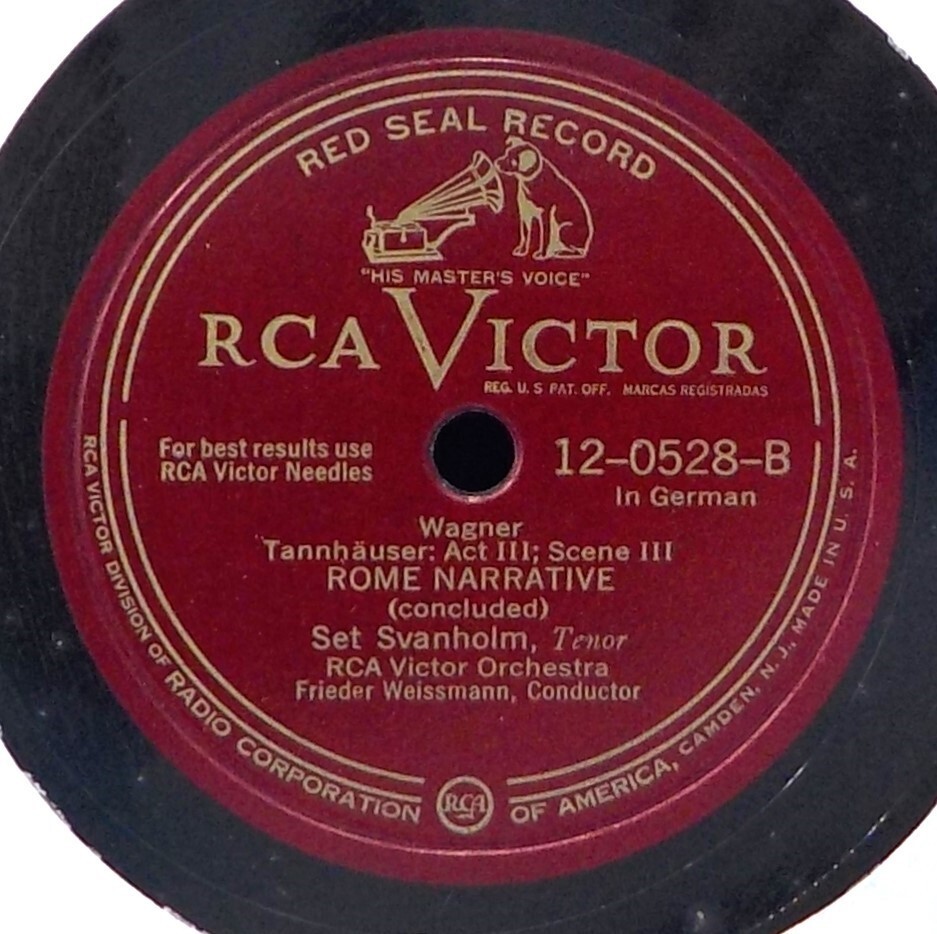 RED SEAL RECORD
"HIS MASTER'S VOICE"
RCA VICTOR
REG. U. S PAT. OFF. MARCAS REGISTRADAS
For best results use
RCA Victor Needles
12-0528-B
In German
Wagner
Tannhäuser: Act III; Scene III
ROME NARRATIVE
(concluded)
Set Svanholm, Tenor
RCA Victor Orchestra
Frieder Weissmann, Conductor
RCA VICTOR DIVISION OF RADIO CORPORATION OF AMERICA, CAMDEN, N. J., MADE IN U. S. A.
RCA